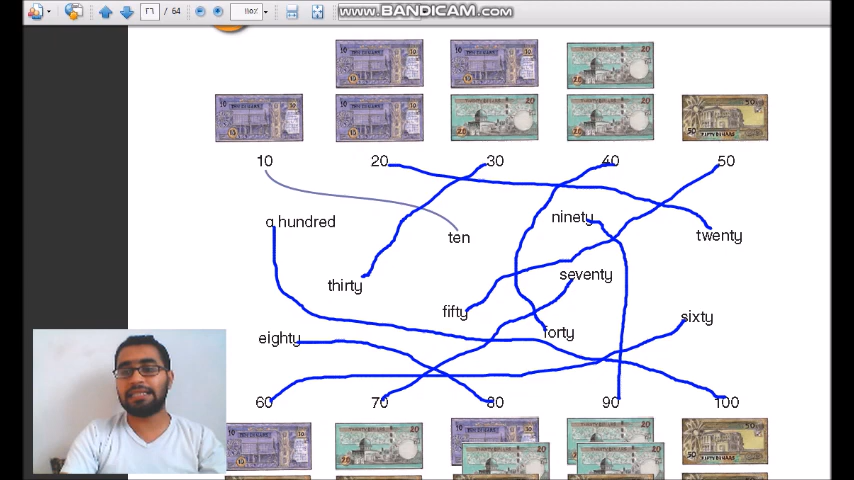 / 64
www.BANDICAM.com
10 20 30 40 50
a hundred
ninety
ten
twenty
seventy
thirty
fifty
sixty
forty
eighty
60 70 80 90 100